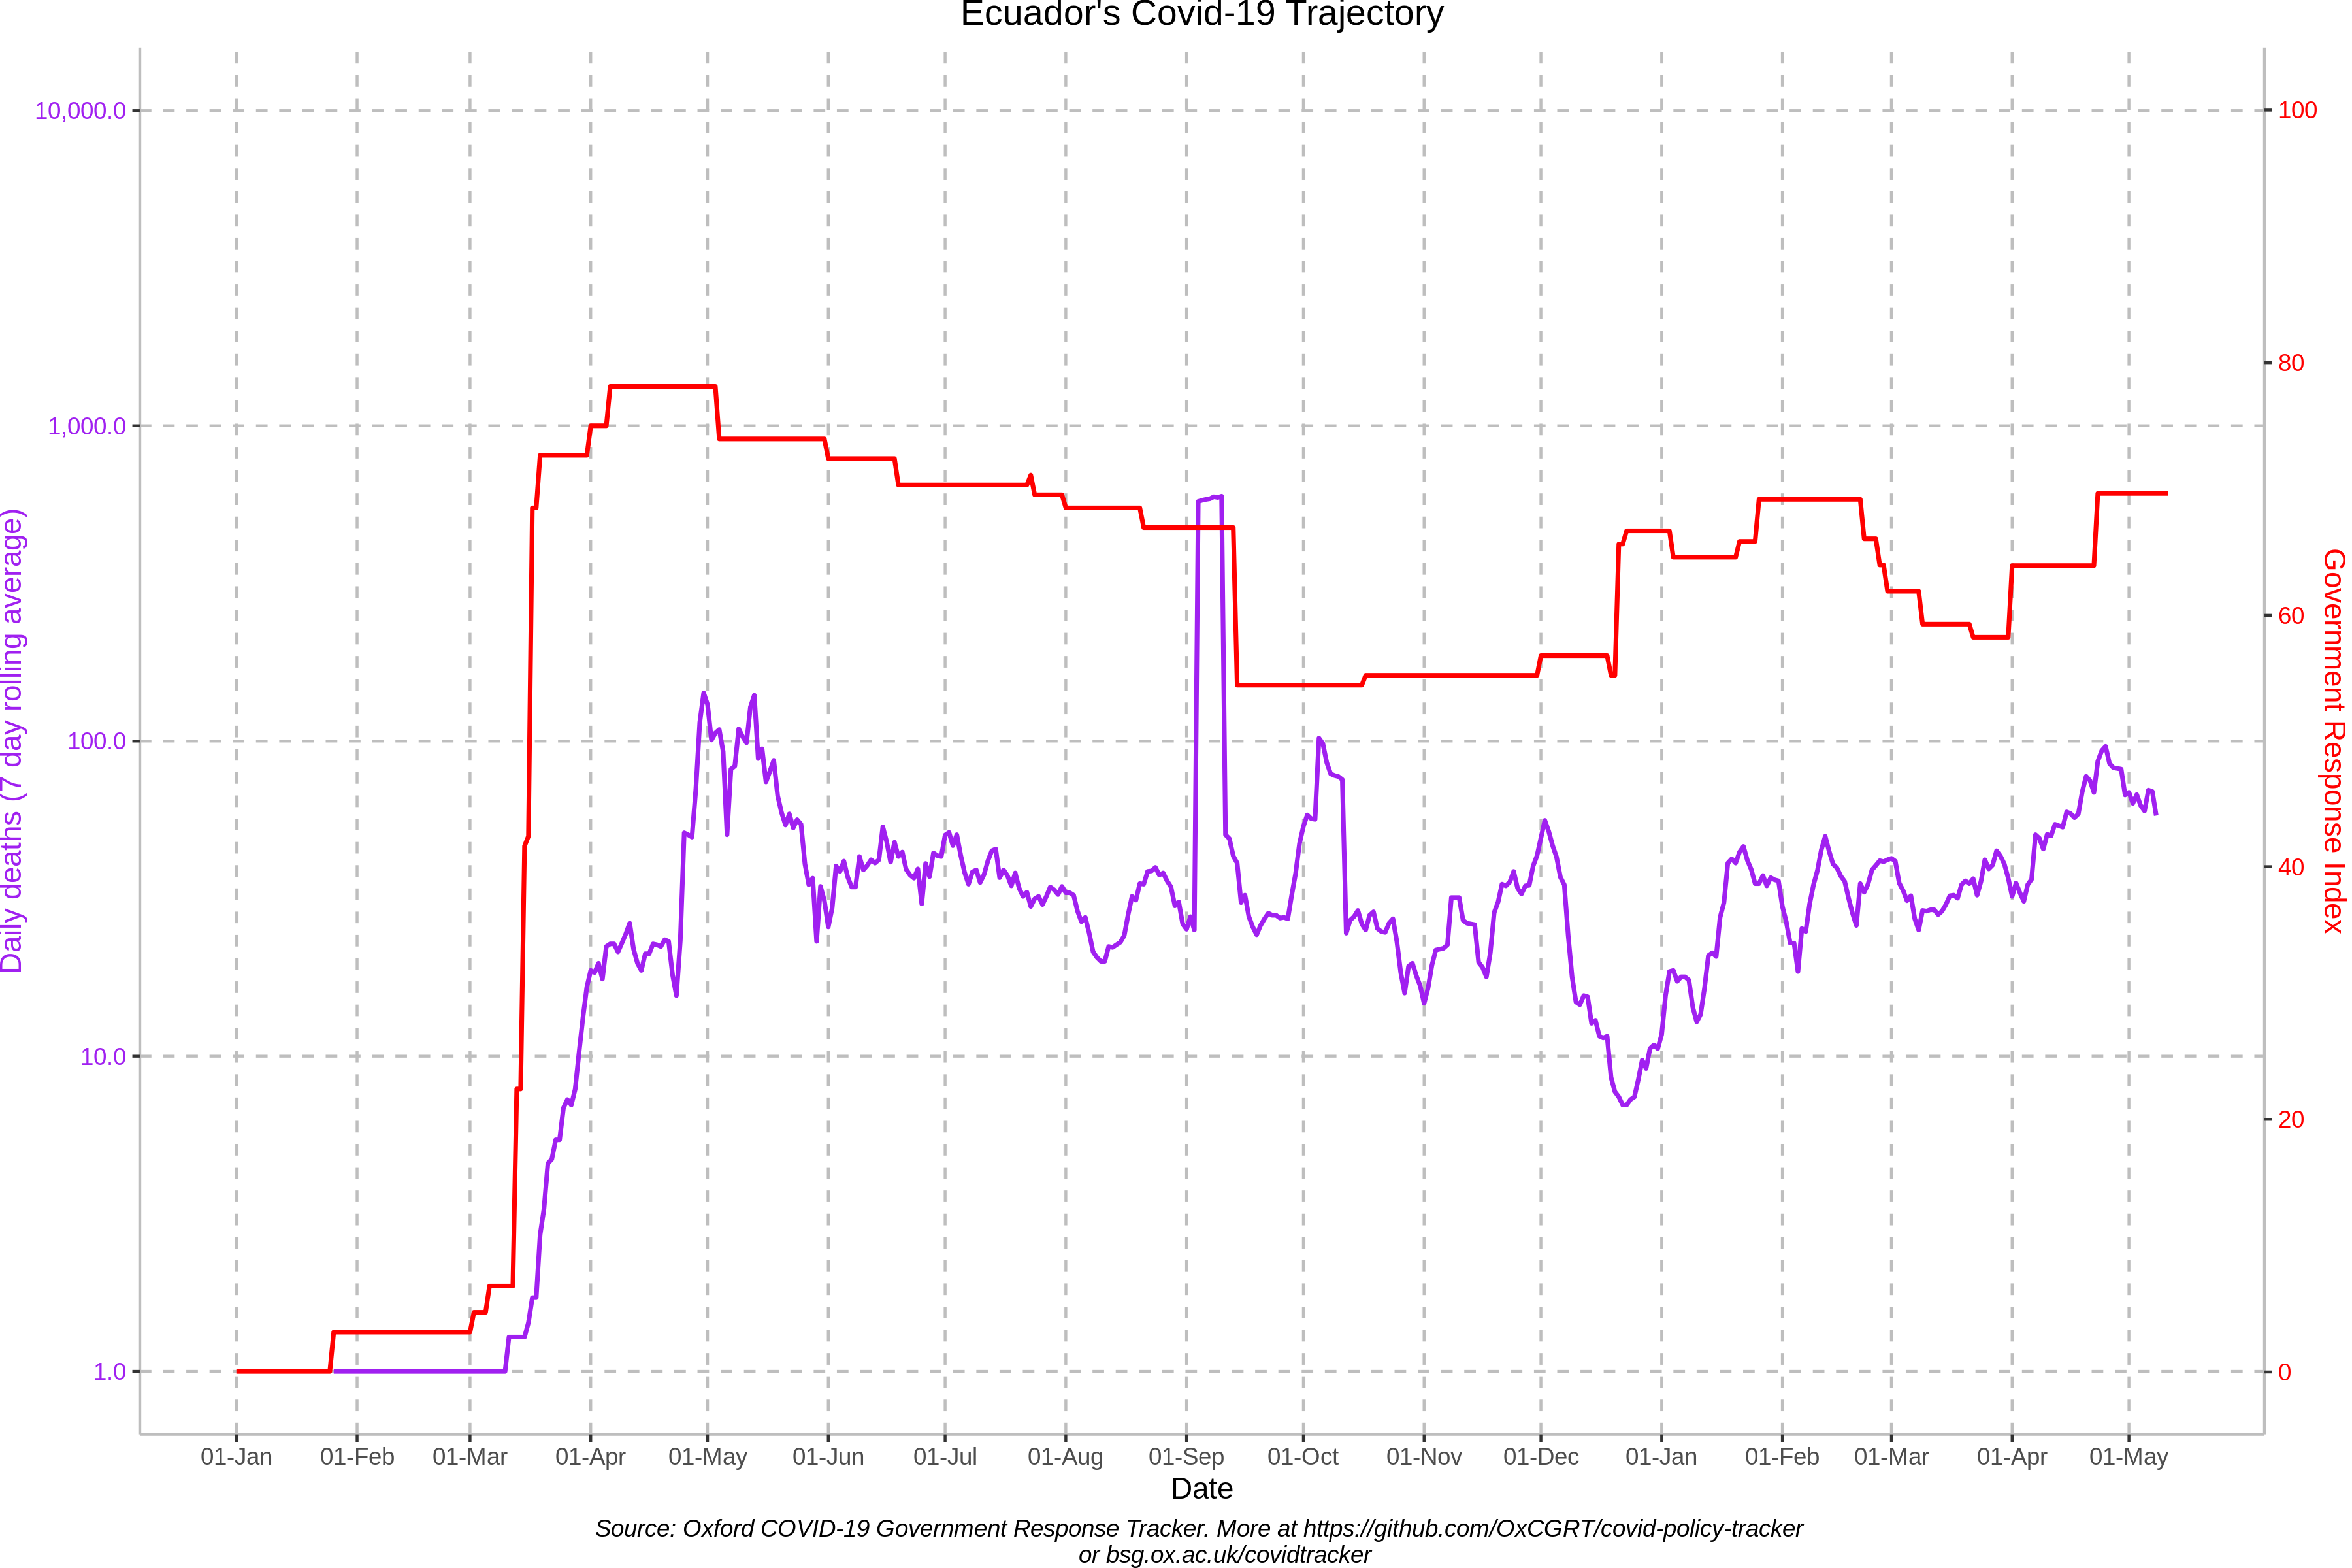 Ecuador's Covid-19 Trajectory
10,000.0
1,000.0
100.0
10.0
1.0
Daily deaths (7 day rolling average)
100
80
60
40
20
0
Government Response Index
01-Jan 01-Feb 01-Mar 01-Apr 01-May 01-Jun 01-Jul 01-Aug 01-Sep 01-Oct 01-Nov 01-Dec 01-Jan 01-Feb 01-Mar 01-Apr 01-May
Date
Source: Oxford COVID-19 Government Response Tracker. More at https://github.com/OxCGRT/covid-policy-tracker
or bsg.ox.ac.uk/covidtracker